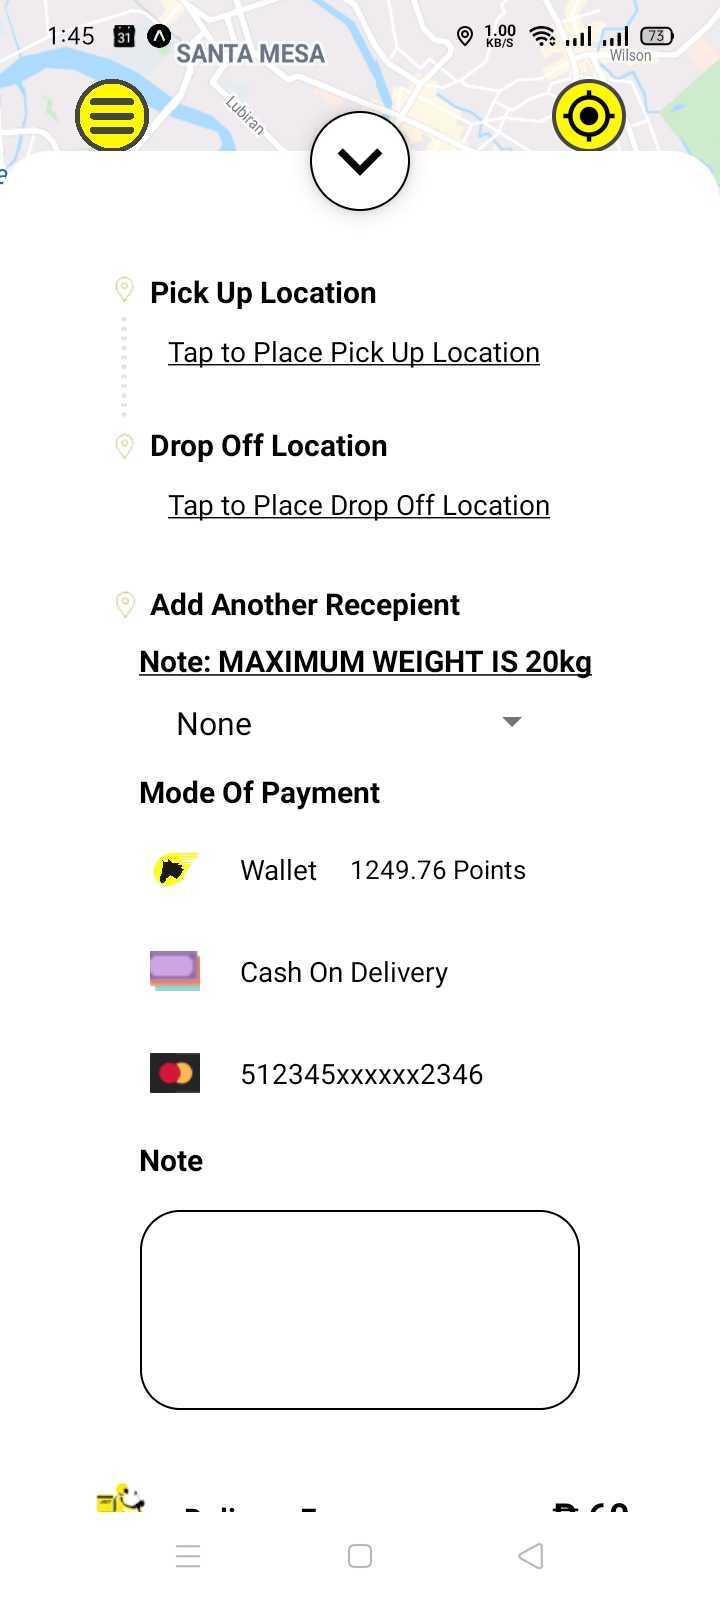 1:45 31 1.00 KB/S 73
SANTA MESA
Wilson
Lubiran
Pick Up Location
Tap to Place Pick Up Location
Drop Off Location
Tap to Place Drop Off Location
Add Another Recepient
Note: MAXIMUM WEIGHT IS 20kg
None
Mode Of Payment
Wallet 1249.76 Points
Cash On Delivery
512345xxxxxx2346
Note